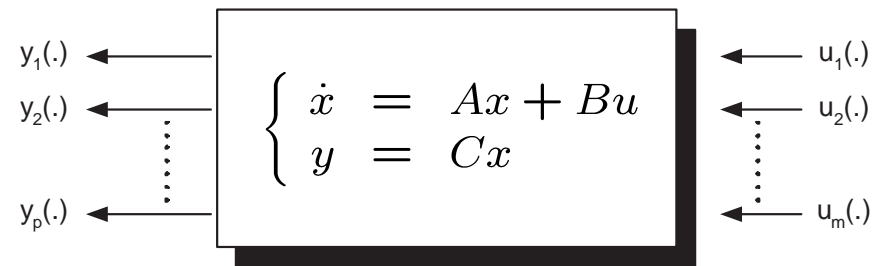 y₁(.)
u₁(.)
y₂(.)
ẋ = Ax + Bu
u₂(.)
y = Cx
yₚ(.)
uₘ(.)